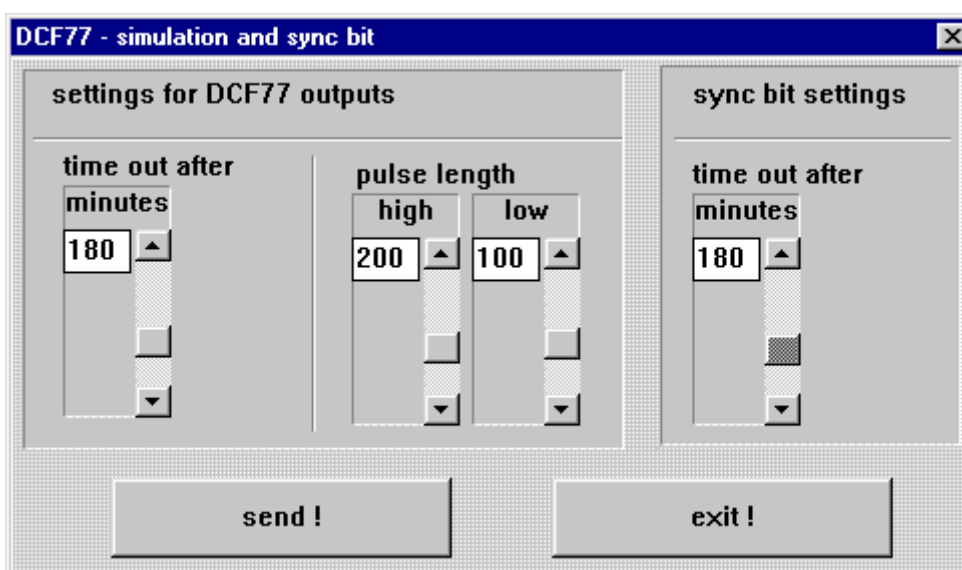 DCF77 - simulation and sync bit
settings for DCF77 outputs
time out after
minutes
180
pulse length
high low
200 100
sync bit settings
time out after
minutes
180
send !
exit !